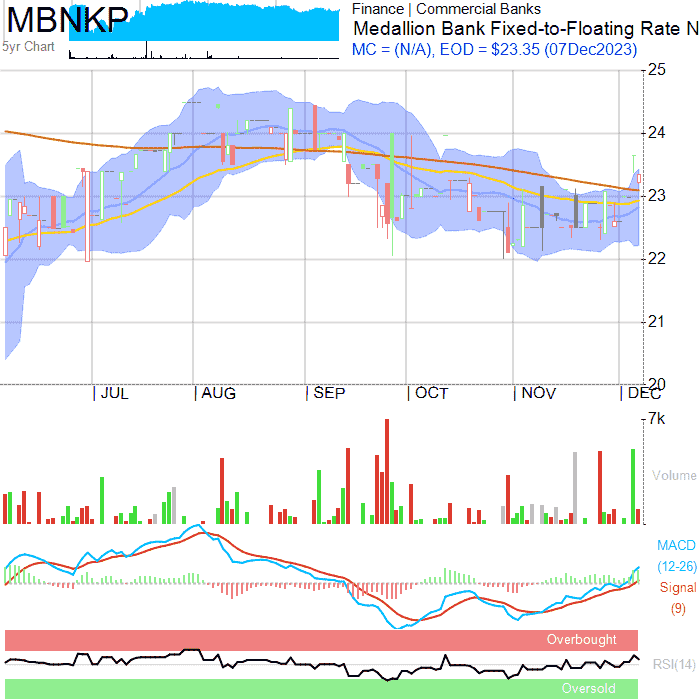 MBNKP
5yr Chart
Finance | Commercial Banks
Medallion Bank Fixed-to-Floating Rate N
MC = (N/A), EOD = $23.35 (07Dec2023)
25
24
23
22
21
20
JUL
AUG
SEP
OCT
NOV
DEC
7k
Volume
MACD
(12-26)
Signal
(9)
Overbought
RSI(14)
Oversold